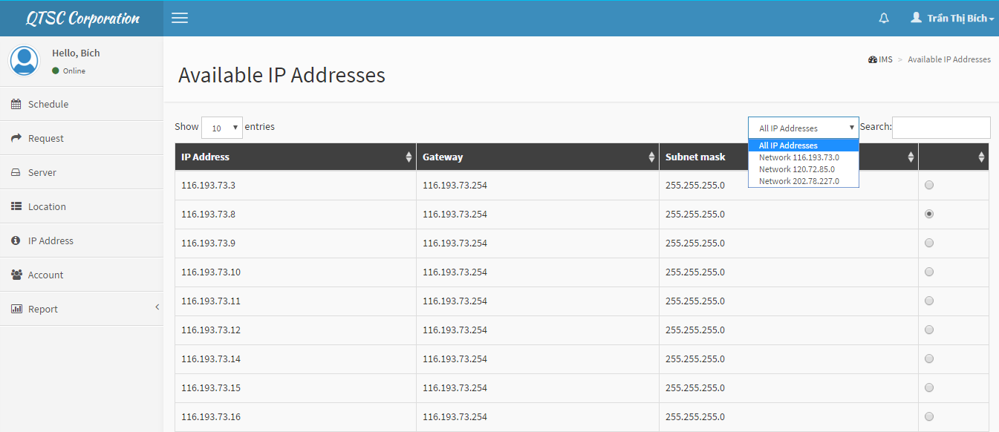 QTSC Corporation
Trần Thị Bích
Hello, Bích
Online
Schedule
Request
Server
Location
IP Address
Account
Report
Available IP Addresses
IMS > Available IP Addresses
Show 10 entries
All IP Addresses Search:
All IP Addresses
Network 116.193.73.0
Network 120.72.85.0
Network 202.78.227.0
IP Address Gateway Subnet mask
116.193.73.3 116.193.73.254 255.255.255.0
116.193.73.8 116.193.73.254 255.255.255.0
116.193.73.9 116.193.73.254 255.255.255.0
116.193.73.10 116.193.73.254 255.255.255.0
116.193.73.11 116.193.73.254 255.255.255.0
116.193.73.12 116.193.73.254 255.255.255.0
116.193.73.14 116.193.73.254 255.255.255.0
116.193.73.15 116.193.73.254 255.255.255.0
116.193.73.16 116.193.73.254 255.255.255.0